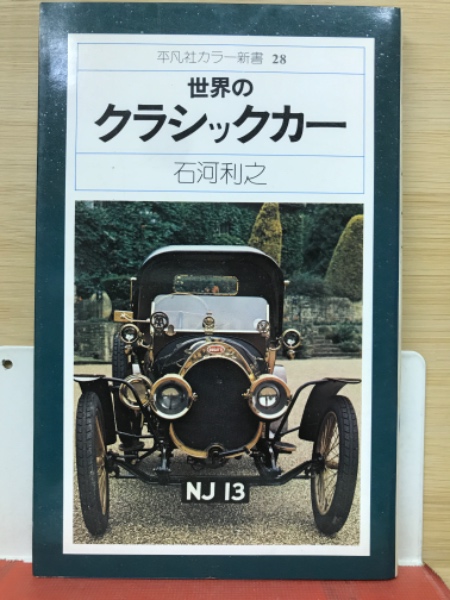 平凡社カラー新書 28
世界の
クラシックカー
石河利之
NJ 13